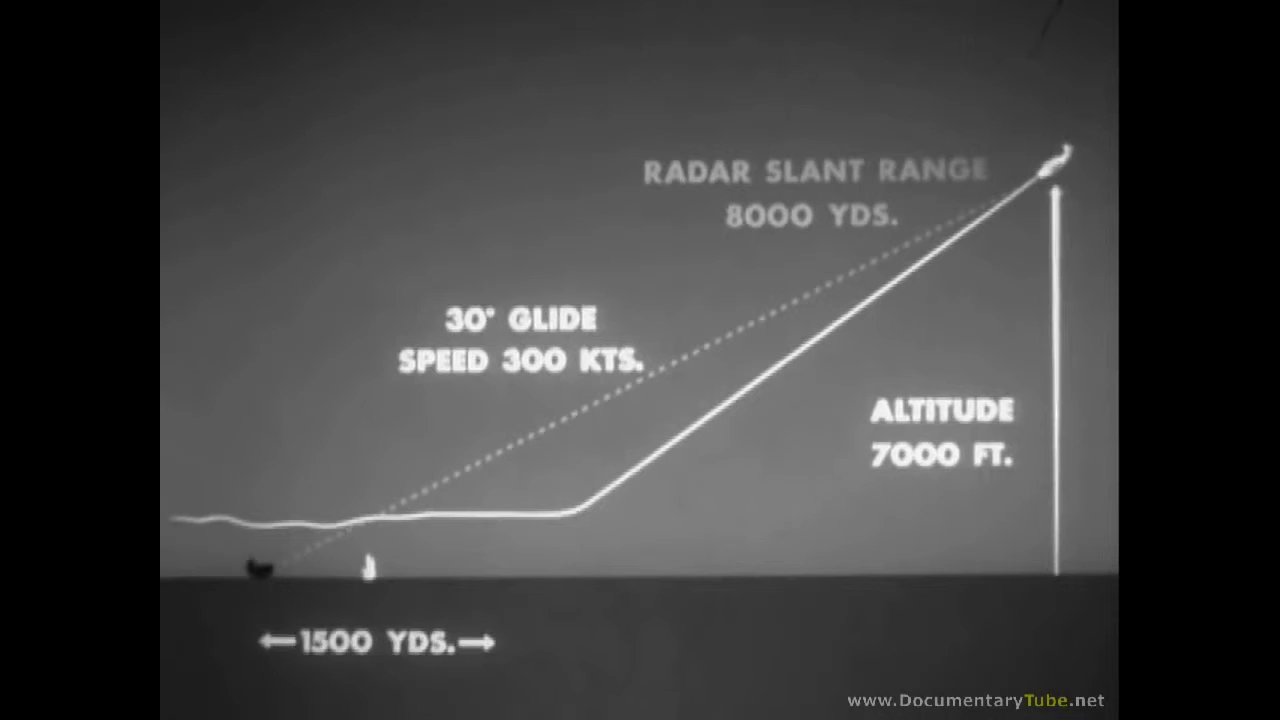 RADAR SLANT RANGE
8000 YDS.
30° GLIDE
SPEED 300 KTS.
ALTITUDE
7000 FT.
←1500 YDS.→
www.DocumentaryTube.net